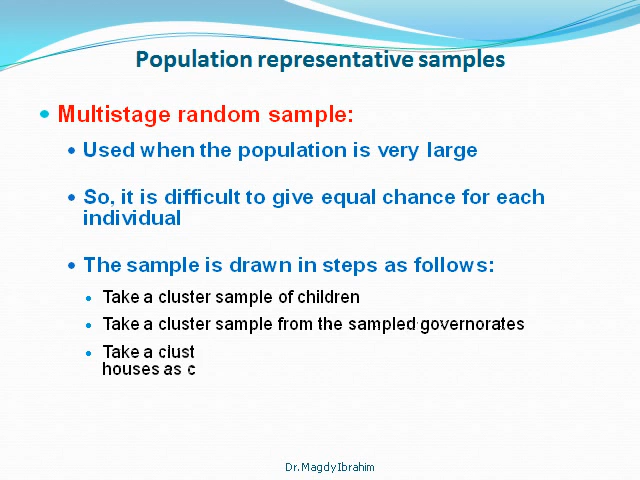 Population representative samples
Multistage random sample:
Used when the population is very large
So, it is difficult to give equal chance for each
individual
The sample is drawn in steps as follows:
Take a cluster sample of children
Take a cluster sample from the sampled governorates
Take a clust
houses as c
Dr. Magdy Ibrahim